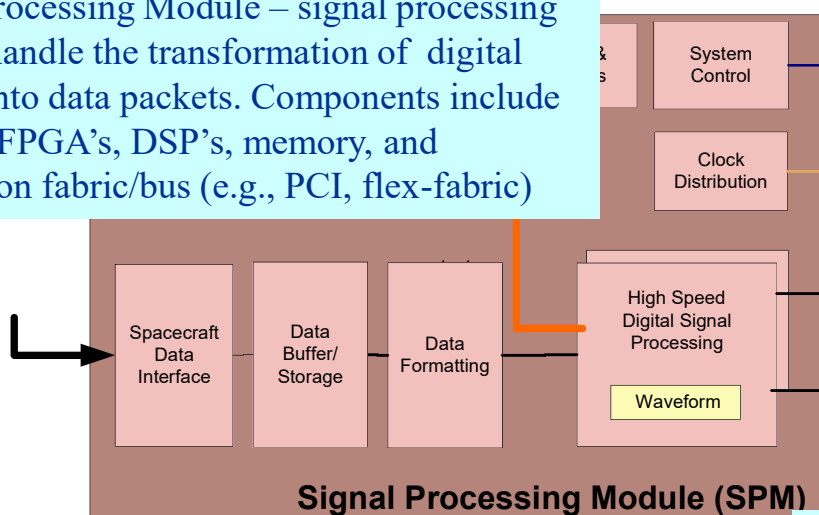 rocessing Module – signal processing
andle the transformation of digital
nto data packets. Components include
FPGA's, DSP's, memory, and
on fabric/bus (e.g., PCI, flex-fabric)
&
s
System
Control
Clock
Distribution
Spacecraft
Data
Interface
Data
Buffer/
Storage
Data
Formatting
High Speed
Digital Signal
Processing
Waveform
Signal Processing Module (SPM)